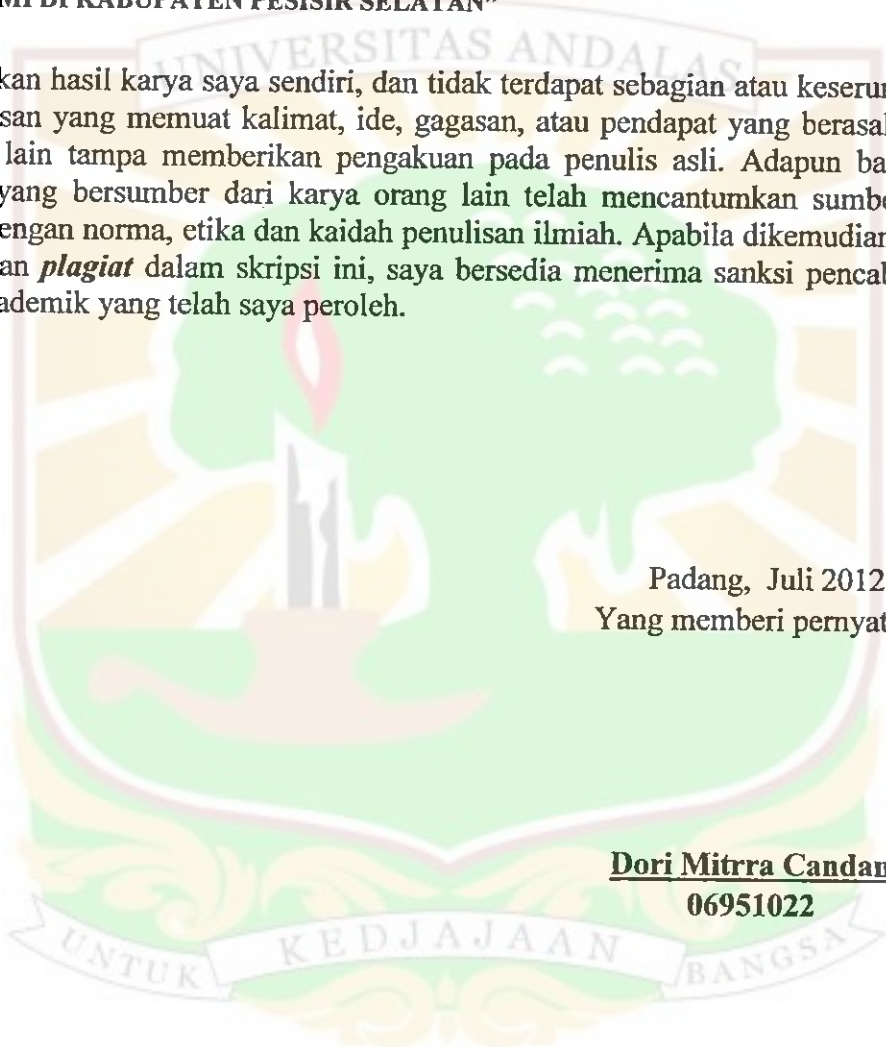 MI DI KABUPATEN PESISIR SELATAN"
UNIVERSITAS ANDALAS
kan hasil karya saya sendiri, dan tidak terdapat sebagian atau keserur
san yang memuat kalimat, ide, gagasan, atau pendapat yang berasal
lain tampa memberikan pengakuan pada penulis asli. Adapun ba
yang bersumber dari karya orang lain telah mencantumkan sumbe
engan norma, etika dan kaidah penulisan ilmiah. Apabila dikemudian
an plagiat dalam skripsi ini, saya bersedia menerima sanksi pencal
ademik yang telah saya peroleh.
Padang, Juli 2012
Yang memberi pernyat
Dori Mitrra Candan
06951022
UNTUK KEDJAJAAN BANGSA